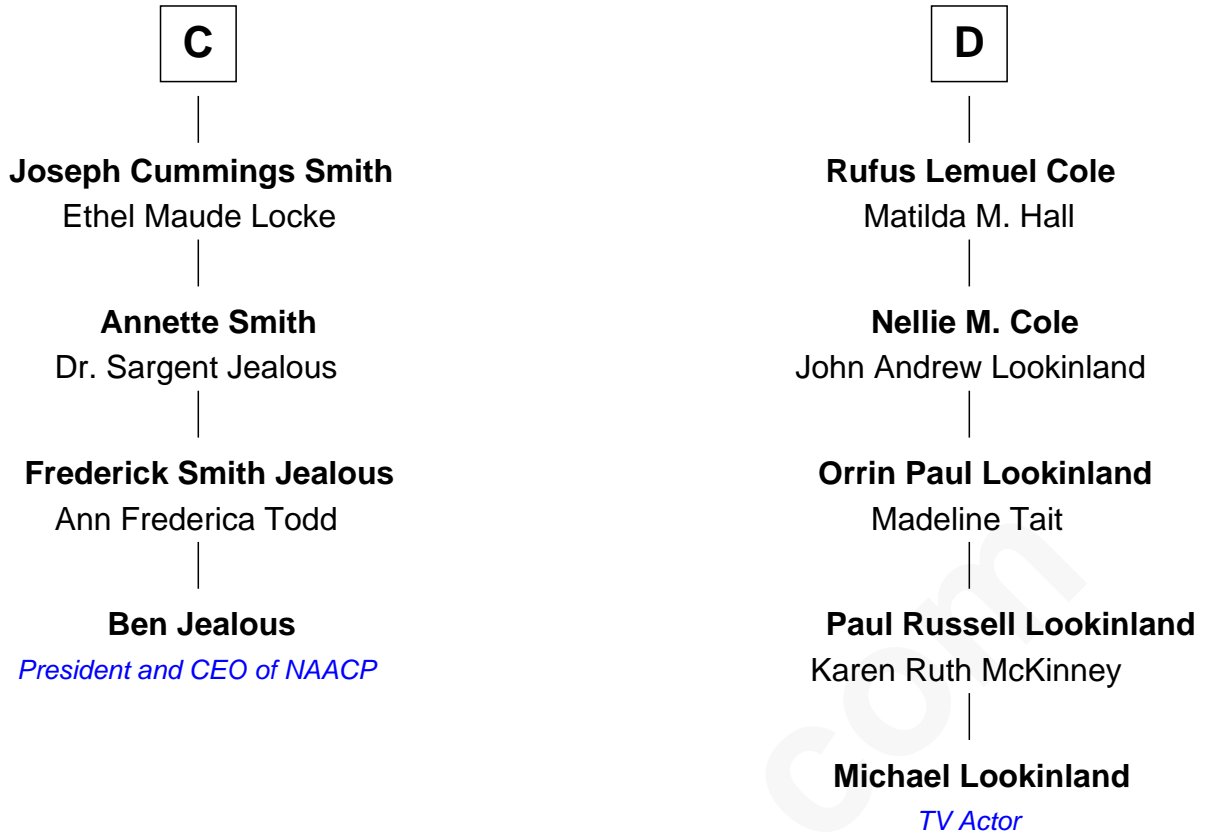 C
Joseph Cummings Smith
Ethel Maude Locke
Annette Smith
Dr. Sargent Jealous
Frederick Smith Jealous
Ann Frederica Todd
Ben Jealous
President and CEO of NAACP
D
Rufus Lemuel Cole
Matilda M. Hall
Nellie M. Cole
John Andrew Lookinland
Orrin Paul Lookinland
Madeline Tait
Paul Russell Lookinland
Karen Ruth McKinney
Michael Lookinland
TV Actor
com